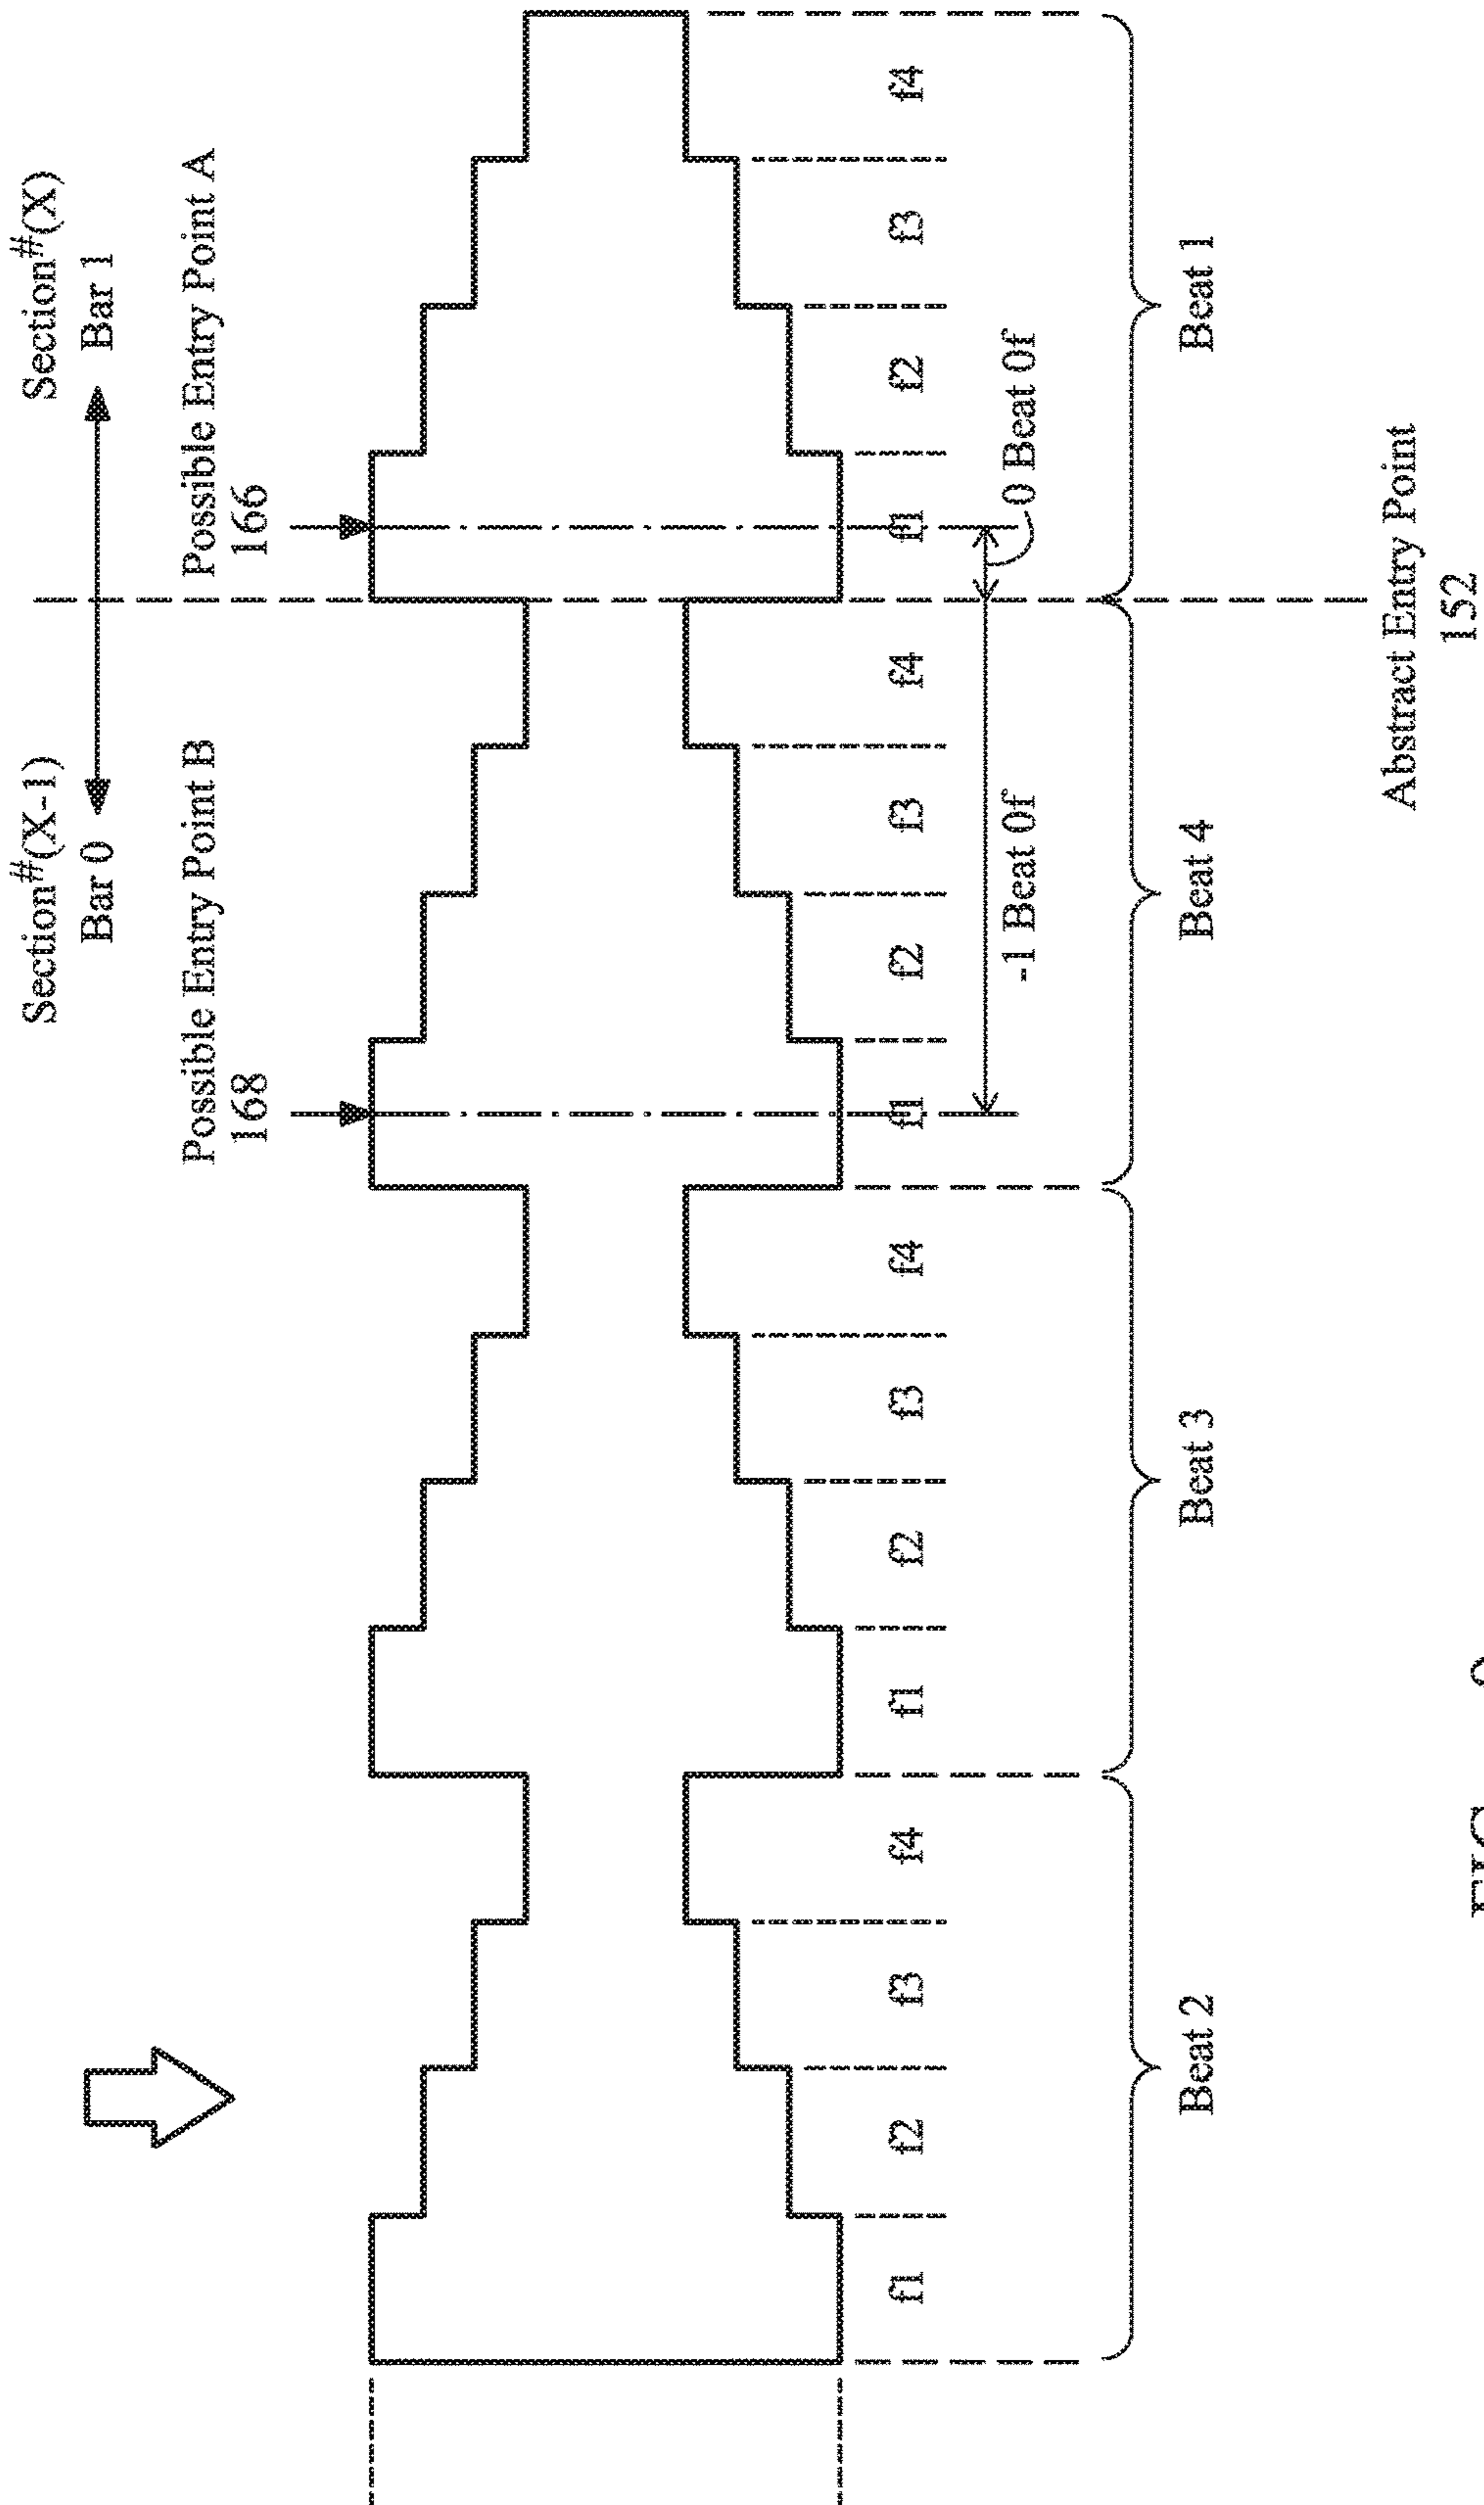 Section#(X-1) Section#(X)
Bar 0 Bar 1
Possible Entry Point B Possible Entry Point A
168 166
f1 f2 f3 f4 f1 f2 f3 f4 f1 f2 f3 f4 f1 f2 f3 f4
-1 Beat 0f 0 Beat 0f
Beat 2 Beat 3 Beat 4 Beat 1
Abstract Entry Point
152